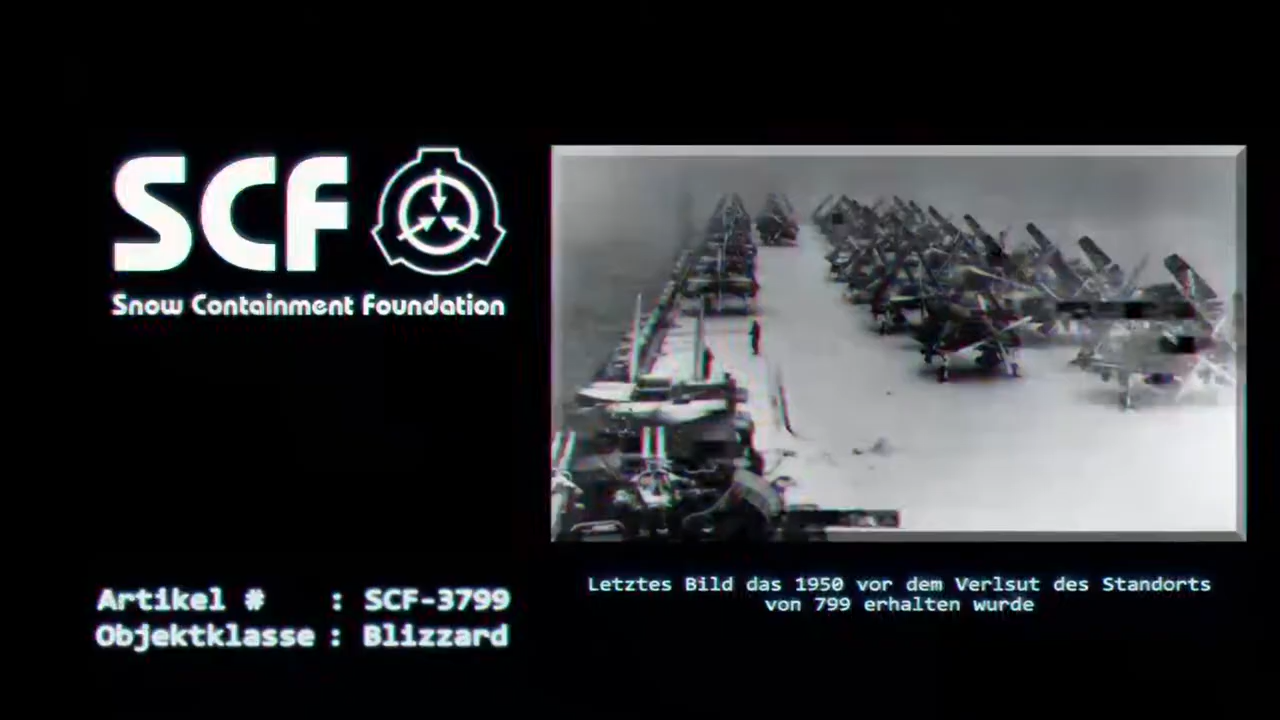 SCF
Snow Containment Foundation
Artikel # : SCF-3799
Objektklasse : Blizzard
Letztes Bild das 1950 vor dem Verlsut des Standorts
von 799 erhalten wurde